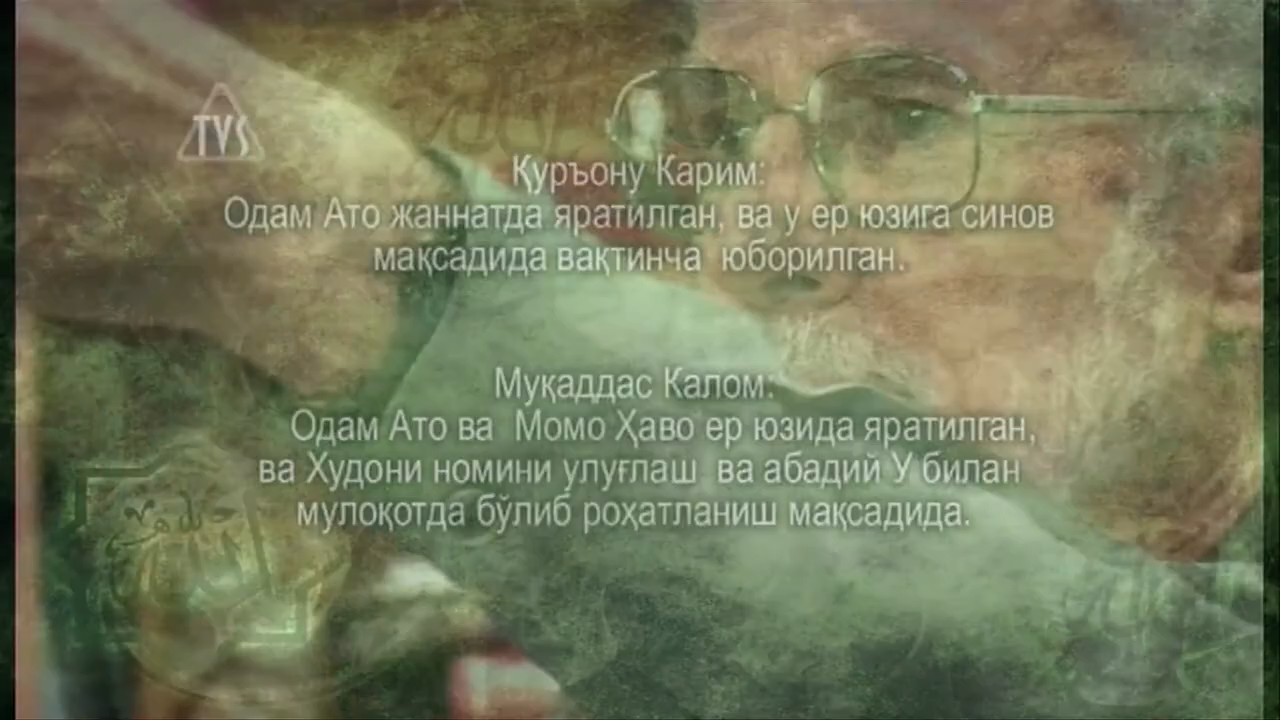 TVS
Қуръону Карим:
Одам Ато жаннатда яратилган, ва у ер юзига синов
мақсадида вақтинча юборилган.
Муқаддас Калом:
Одам Ато ва Момо Ҳаво ер юзида яратилган,
ва Худони номини улуғлаш ва абадий У билан
мулоқотда бўлиб роҳатланиш мақсадида.